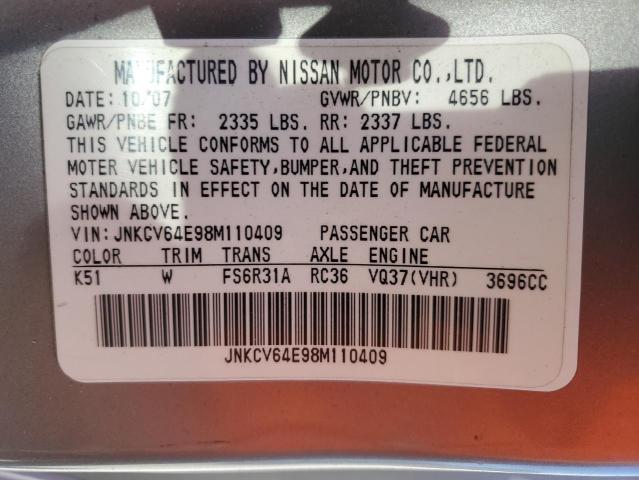 MANUFACTURED BY NISSAN MOTOR CO.,LTD.
DATE: 10/07 GVWR/PNBV: 4656 LBS.
GAWR/PNBE FR: 2335 LBS. RR: 2337 LBS.
THIS VEHICLE CONFORMS TO ALL APPLICABLE FEDERAL
MOTER VEHICLE SAFETY,BUMPER,AND THEFT PREVENTION
STANDARDS IN EFFECT ON THE DATE OF MANUFACTURE
SHOWN ABOVE.
VIN:JNKCV64E98M110409 PASSENGER CAR
COLOR TRIM TRANS AXLE ENGINE
K51 W FS6R31A RC36 VQ37(VHR) 3696CC
JNKCV64E98M110409